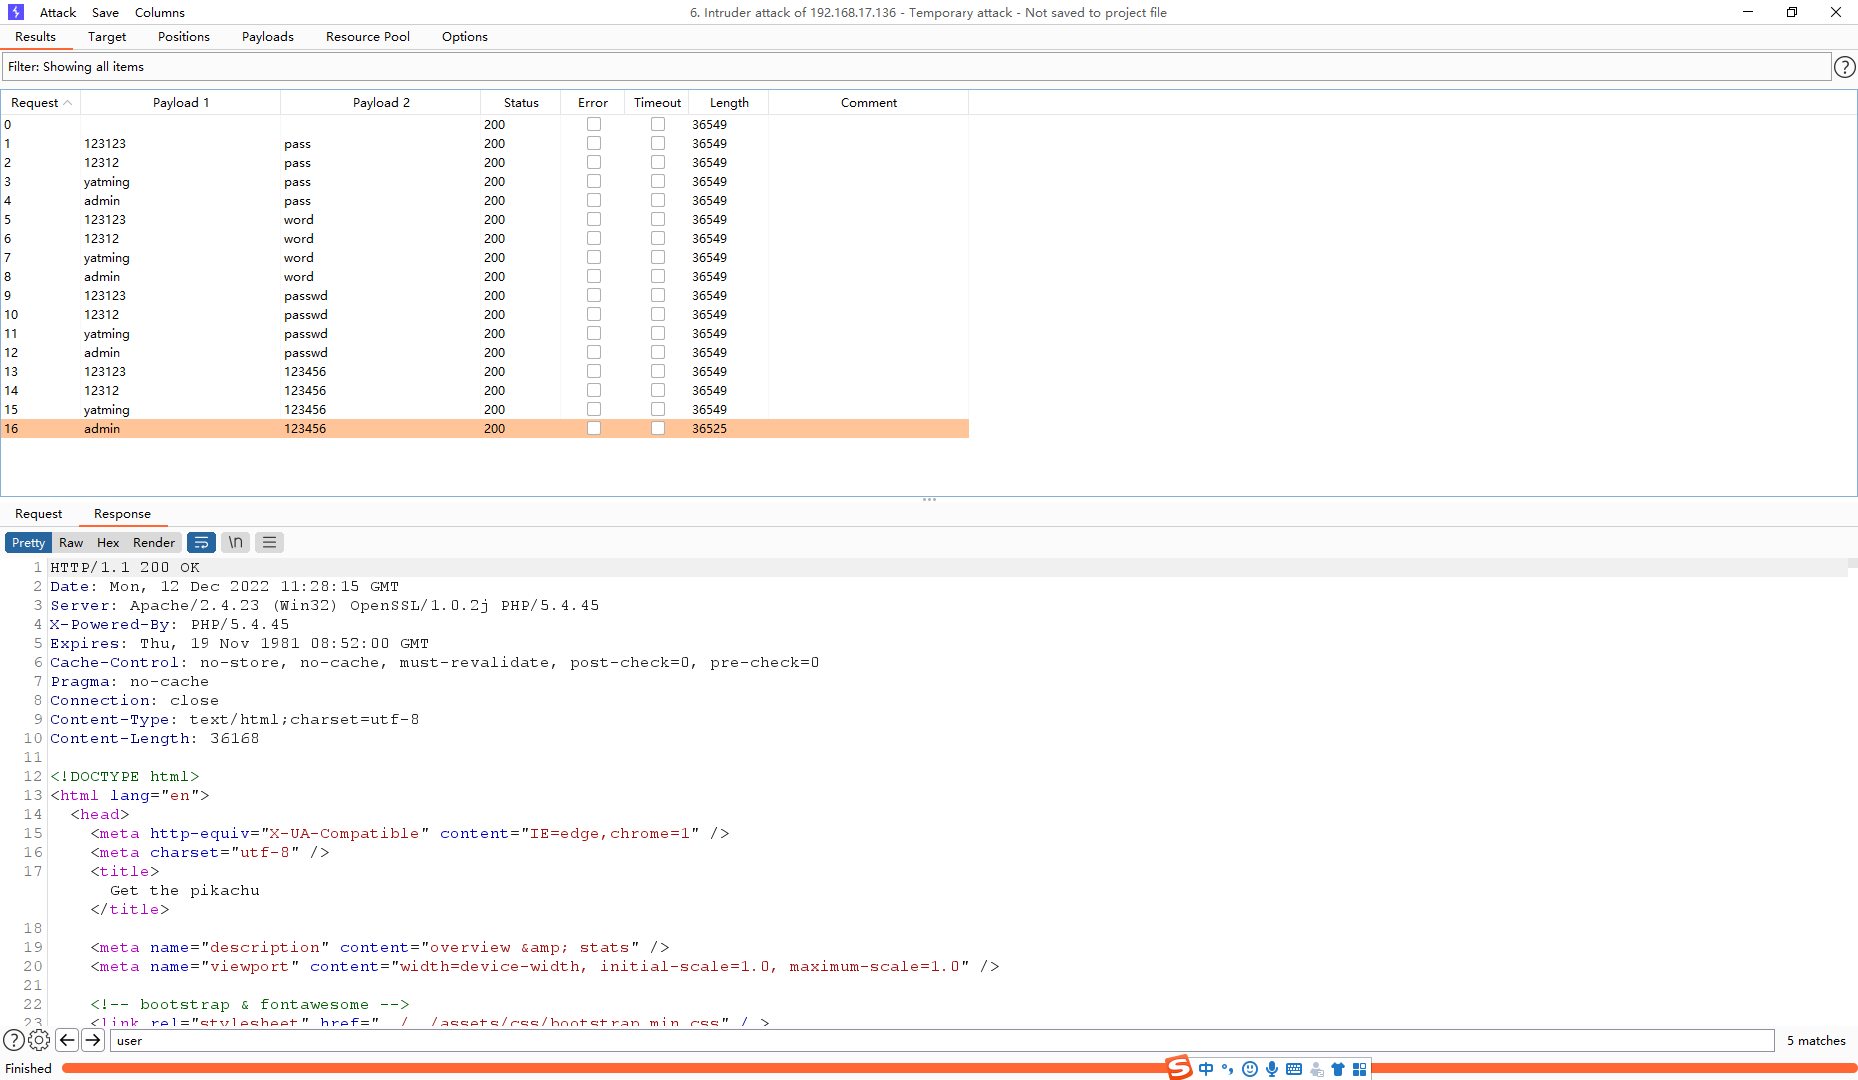 Attack Save Columns
6. Intruder attack of 192.168.17.136 - Temporary attack - Not saved to project file
Results Target Positions Payloads Resource Pool Options
Filter: Showing all items
Request Payload 1 Payload 2 Status Error Timeout Length Comment
0 200 36549
1 123123 pass 200 36549
2 12312 pass 200 36549
3 yatming pass 200 36549
4 admin pass 200 36549
5 123123 word 200 36549
6 12312 word 200 36549
7 yatming word 200 36549
8 admin word 200 36549
9 123123 passwd 200 36549
10 12312 passwd 200 36549
11 yatming passwd 200 36549
12 admin passwd 200 36549
13 123123 123456 200 36549
14 12312 123456 200 36549
15 yatming 123456 200 36549
16 admin 123456 200 36525
Request Response
Pretty Raw Hex Render \n
1 HTTP/1.1 200 OK
2 Date: Mon, 12 Dec 2022 11:28:15 GMT
3 Server: Apache/2.4.23 (Win32) OpenSSL/1.0.2j PHP/5.4.45
4 X-Powered-By: PHP/5.4.45
5 Expires: Thu, 19 Nov 1981 08:52:00 GMT
6 Cache-Control: no-store, no-cache, must-revalidate, post-check=0, pre-check=0
7 Pragma: no-cache
8 Connection: close
9 Content-Type: text/html;charset=utf-8
10 Content-Length: 36168
11
12 <!DOCTYPE html>
13 <html lang="en">
14 <head>
15 <meta http-equiv="X-UA-Compatible" content="IE=edge,chrome=1" />
16 <meta charset="utf-8" />
17 <title>
Get the pikachu
</title>
18
19 <meta name="description" content="overview &amp; stats" />
20 <meta name="viewport" content="width=device-width, initial-scale=1.0, maximum-scale=1.0" />
21
22 <!-- bootstrap & fontawesome -->
23 <link rel="stylesheet" href="../../assets/css/bootstrap.min.css" />
user
5 matches
Finished
S 中